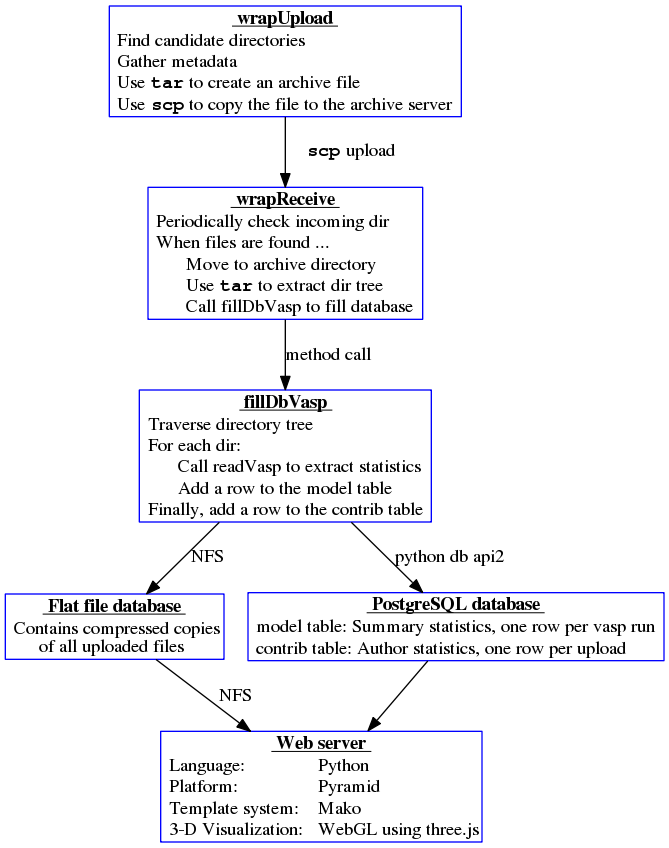 wrapUpload
Find candidate directories
Gather metadata
Use tar to create an archive file
Use scp to copy the file to the archive server
scp upload
wrapReceive
Periodically check incoming dir
When files are found ...
Move to archive directory
Use tar to extract dir tree
Call fillDbVasp to fill database
method call
fillDbVasp
Traverse directory tree
For each dir:
Call readVasp to extract statistics
Add a row to the model table
Finally, add a row to the contrib table
NFS
python db api2
Flat file database
Contains compressed copies
of all uploaded files
PostgreSQL database
model table: Summary statistics, one row per vasp run
contrib table: Author statistics, one row per upload
NFS
Web server
Language: Python
Platform: Pyramid
Template system: Mako
3-D Visualization: WebGL using three.js